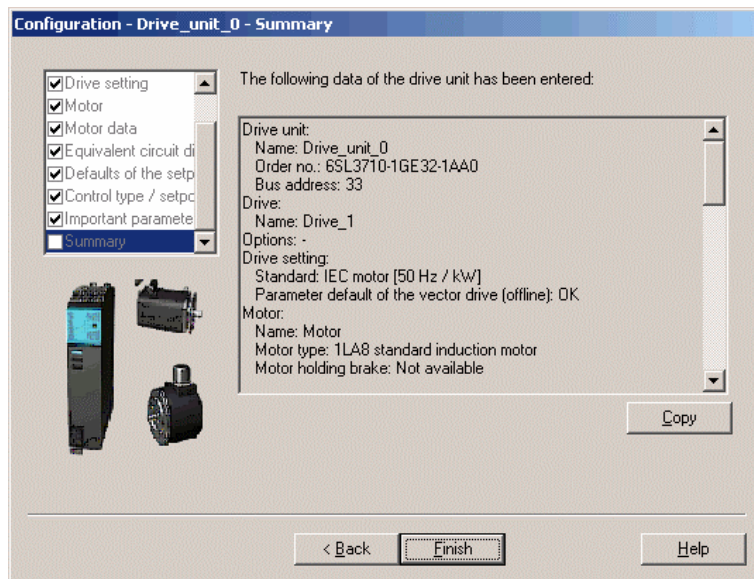 Configuration - Drive_unit_0 - Summary
Drive setting
Motor
Motor data
Equivalent circuit di
Defaults of the setp
Control type / setpo
Important paramete
Summary
The following data of the drive unit has been entered:
Drive unit:
Name: Drive_unit_0
Order no.: 6SL3710-1GE32-1AA0
Bus address: 33
Drive:
Name: Drive_1
Options: -
Drive setting:
Standard: IEC motor [50 Hz / kW]
Parameter default of the vector drive (offline): OK
Motor:
Name: Motor
Motor type: 1LA8 standard induction motor
Motor holding brake: Not available
Copy
< Back
Finish
Help